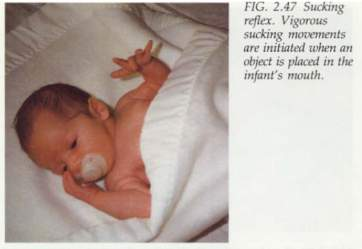 FIG. 2.47 Sucking
reflex. Vigorous
sucking movements
are initiated when an
object is placed in the
infant's mouth.